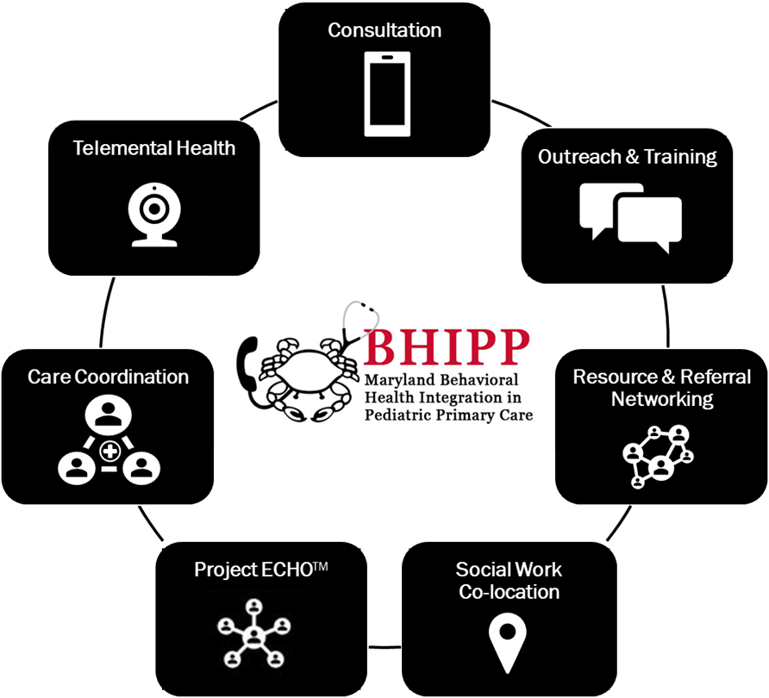 Consultation
Telemental Health
Outreach & Training
BHIPP
Maryland Behavioral
Health Integration in
Pediatric Primary Care
Care Coordination
Resource & Referral
Networking
Project ECHO™
Social Work
Co-location